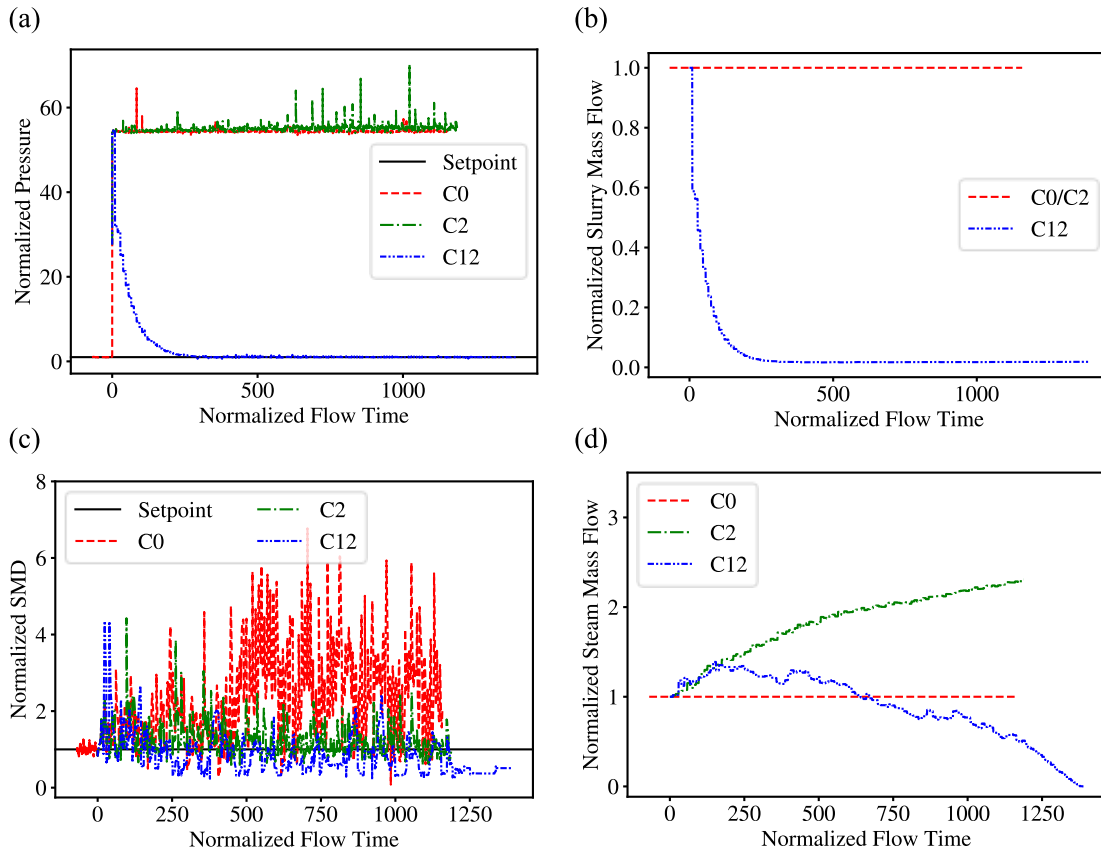 (a)
60
40
20
0
Normalized Pressure
Setpoint
C0
C2
C12
0
500
1000
Normalized Flow Time
(b)
1.0
0.8
0.6
0.4
0.2
0.0
Normalized Slurry Mass Flow
C0/C2
C12
0
500
1000
Normalized Flow Time
(c)
8
6
4
2
0
Normalized SMD
Setpoint
C0
C2
C12
0
250
500
750
1000
1250
Normalized Flow Time
(d)
3
2
1
0
Normalized Steam Mass Flow
C0
C2
C12
0
250
500
750
1000
1250
Normalized Flow Time